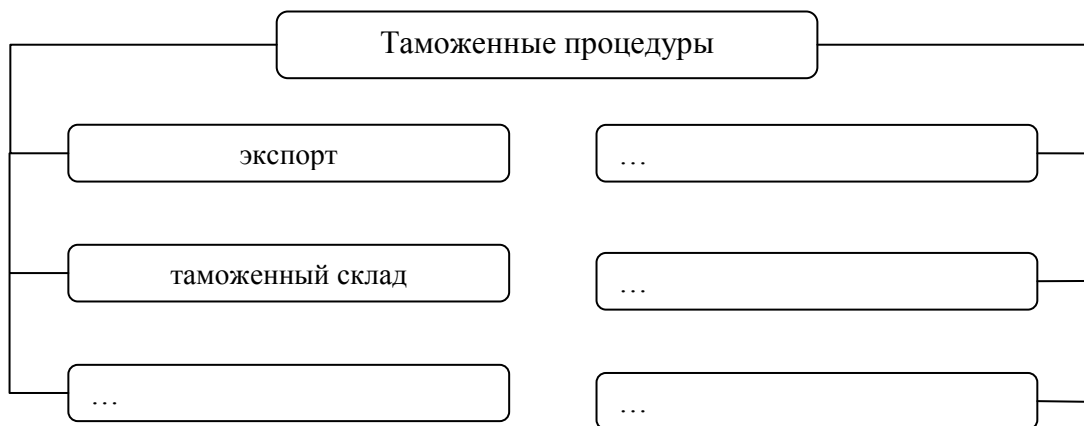 Таможенные процедуры
экспорт
…
таможенный склад
…
…
…